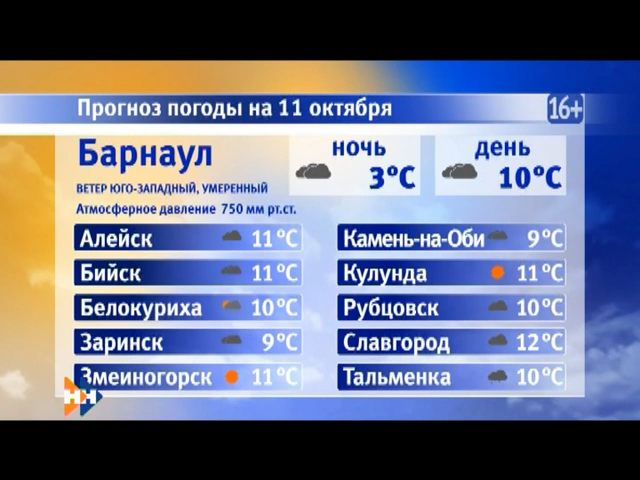 Прогноз погоды на 11 октября 16+
Барнаул
ночь
3°C
день
10°C
ВЕТЕР ЮГО-ЗАПАДНЫЙ, УМЕРЕННЫЙ
Атмосферное давление 750 мм рт.ст.
Алейск 11°C
Бийск 11°C
Белокуриха 10°C
Заринск 9°C
Змеиногорск 11°C
Камень-на-Оби 9°C
Кулунда 11°C
Рубцовск 10°C
Славгород 12°C
Тальменка 10°C
НН